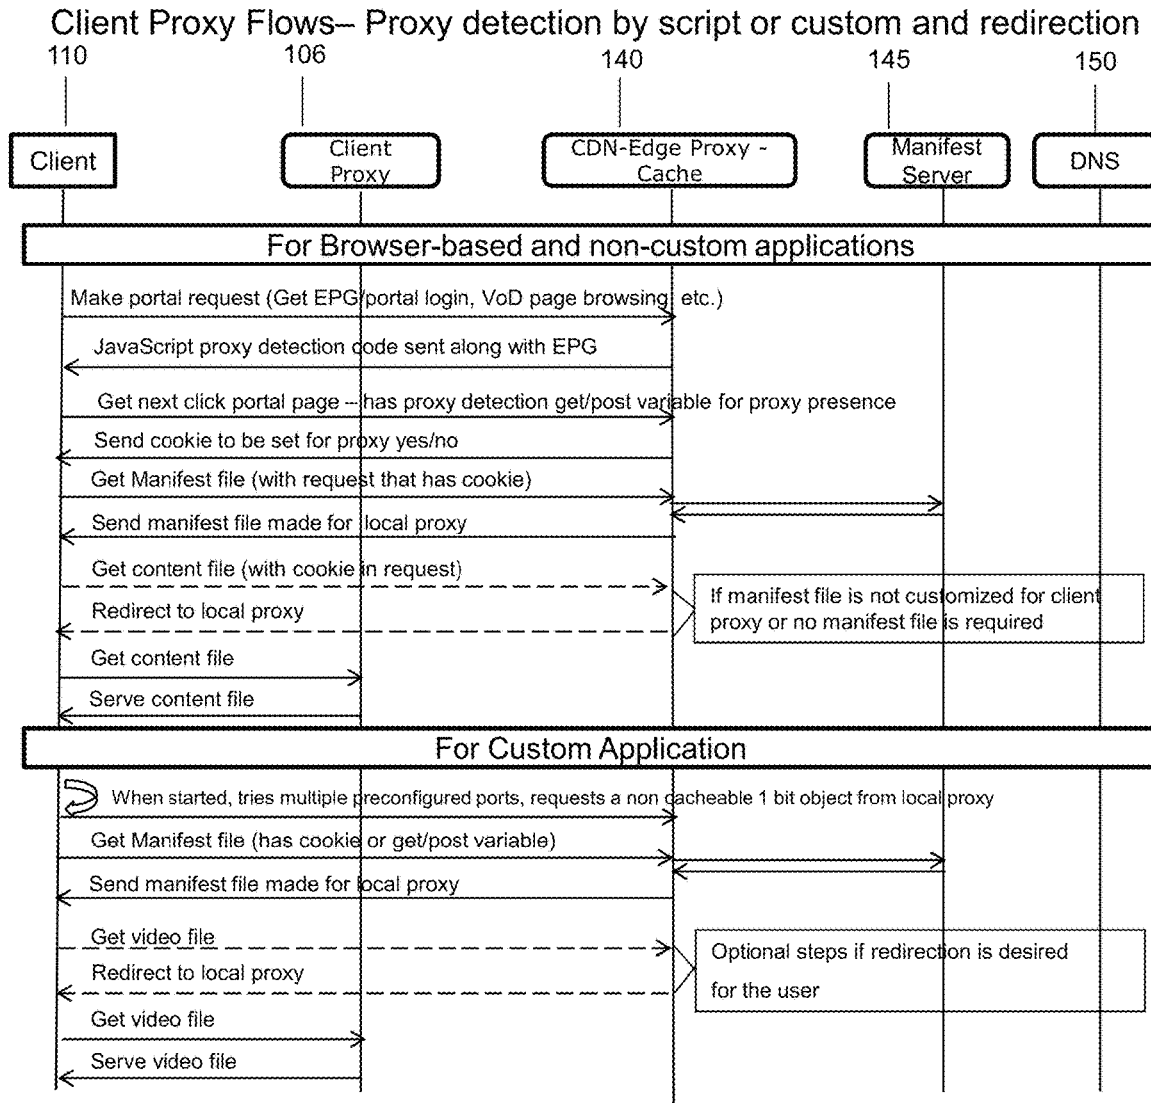 Client Proxy Flows– Proxy detection by script or custom and redirection
110 106 140 145 150
Client
Client
Proxy
CDN-Edge Proxy -
Cache
Manifest
Server
DNS
For Browser-based and non-custom applications
Make portal request (Get EPG/portal login, VoD page browsing, etc.)
JavaScript proxy detection code sent along with EPG
Get next click portal page – has proxy detection get/post variable for proxy presence
Send cookie to be set for proxy yes/no
Get Manifest file (with request that has cookie)
Send manifest file made for local proxy
Get content file (with cookie in request)
If manifest file is not customized for client
proxy or no manifest file is required
Redirect to local proxy
Get content file
Serve content file
For Custom Application
When started, tries multiple preconfigured ports, requests a non cacheable 1 bit object from local proxy
Get Manifest file (has cookie or get/post variable)
Send manifest file made for local proxy
Get video file
Optional steps if redirection is desired
for the user
Redirect to local proxy
Get video file
Serve video file